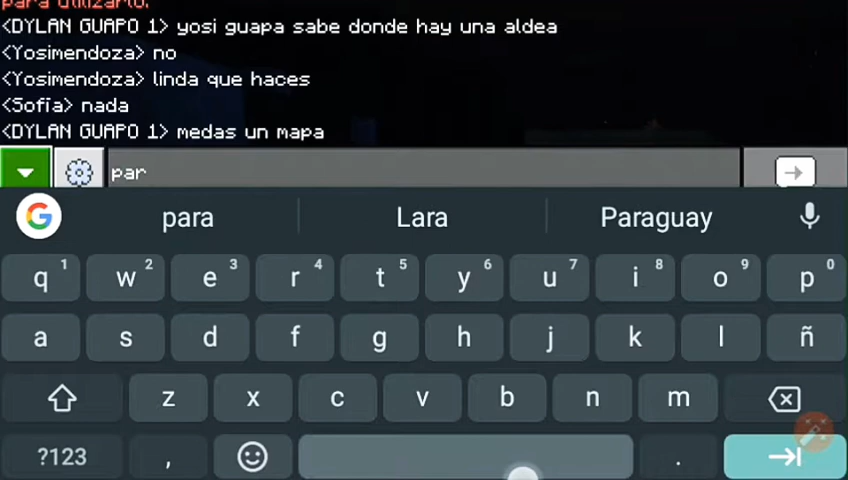 para utilizarlo.
<DYLAN GUAPO 1> yosi guapa sabe donde hay una aldea
<Yosimendoza> no
<Yosimendoza> linda que haces
<Sofia> nada
<DYLAN GUAPO 1> medas un mapa
par
G para Lara Paraguay
q 1 w 2 e 3 r 4 t 5 y 6 u 7 i 8 o 9 p 0
a s d f g h j k l ñ
z x c v b n m
?123 , .